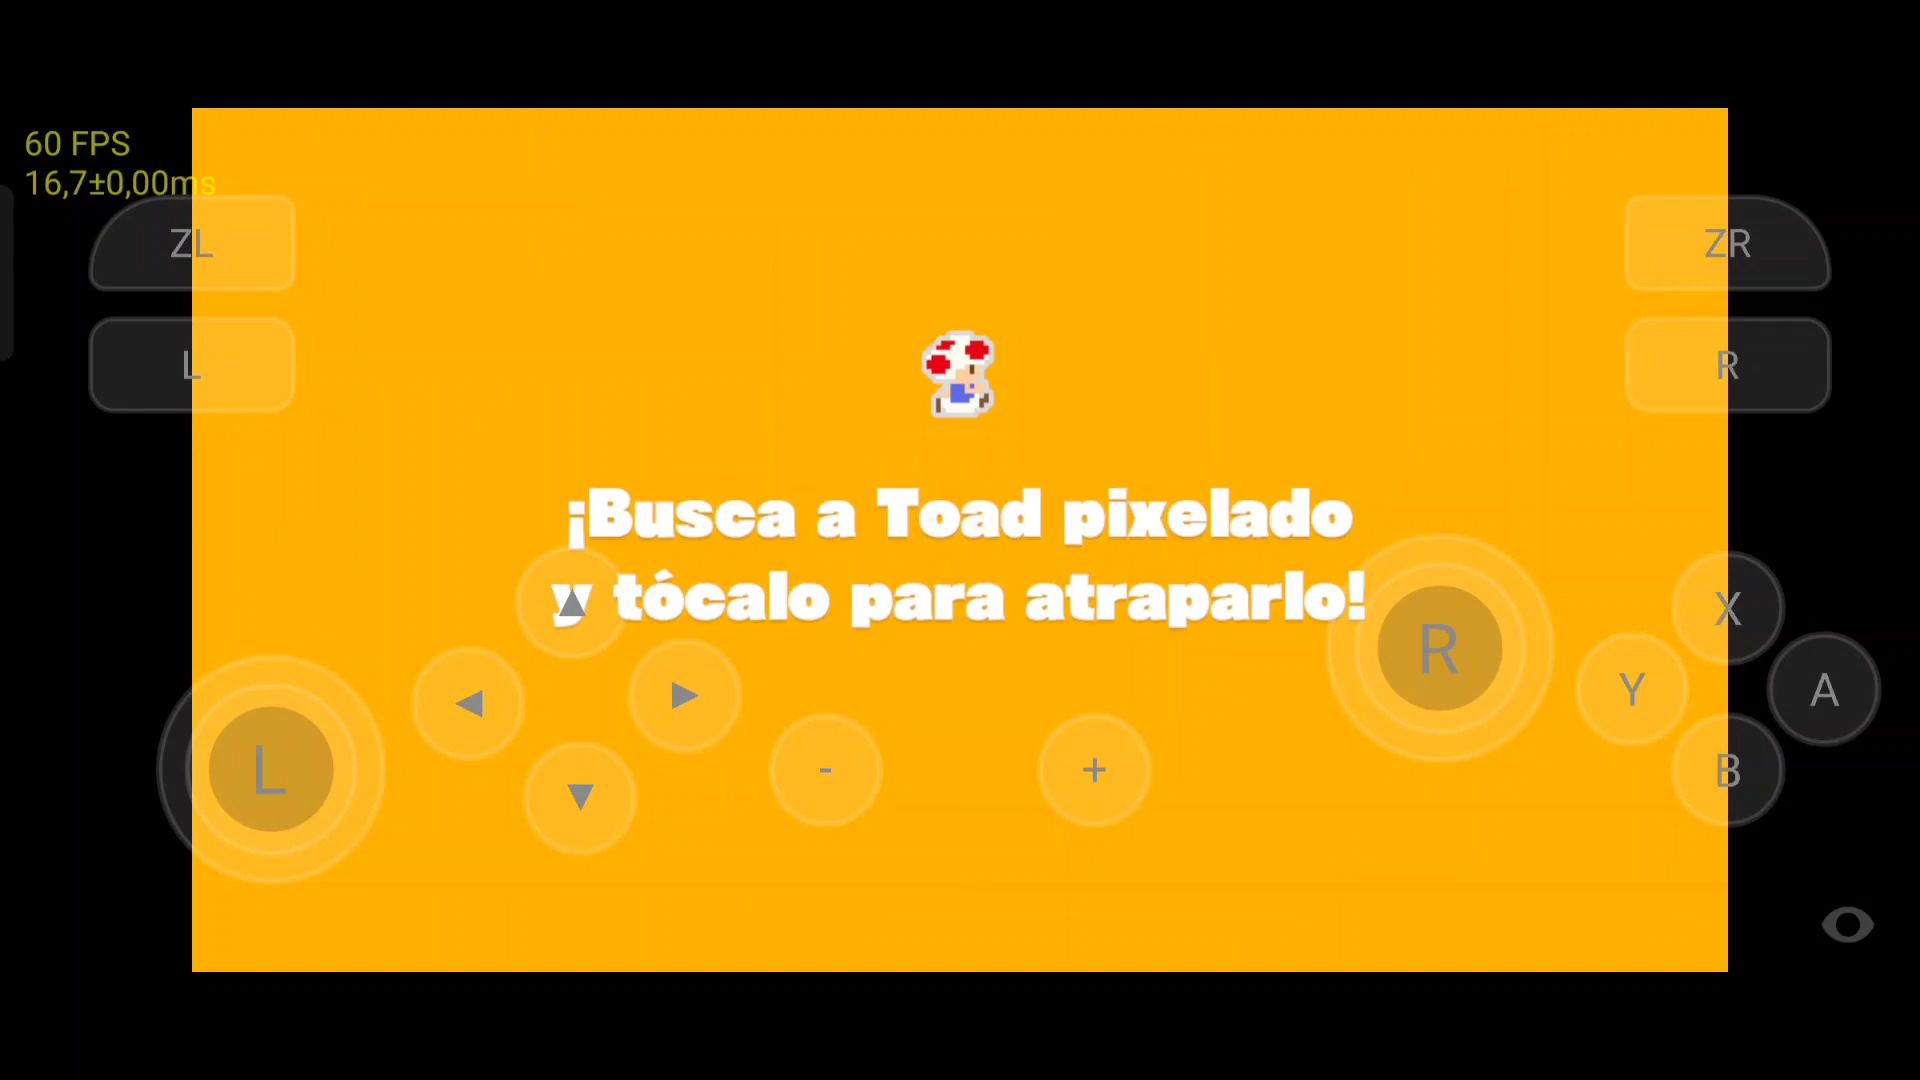 60 FPS
16,7±0,00ms
ZL
ZR
L
R
¡Busca a Toad pixelado
y tócalo para atraparlo!
X
R
Y
A
L
-
+
B